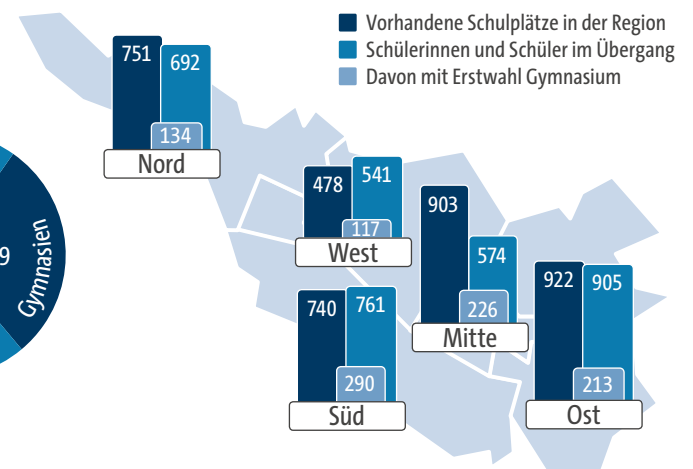 Vorhandene Schulplätze in der Region
Schülerinnen und Schüler im Übergang
Davon mit Erstwahl Gymnasium
751 692
134
Nord
478 541
117
West
903
574
226
Mitte
740 761
290
Süd
922 905
213
Ost
9
Gymnasien